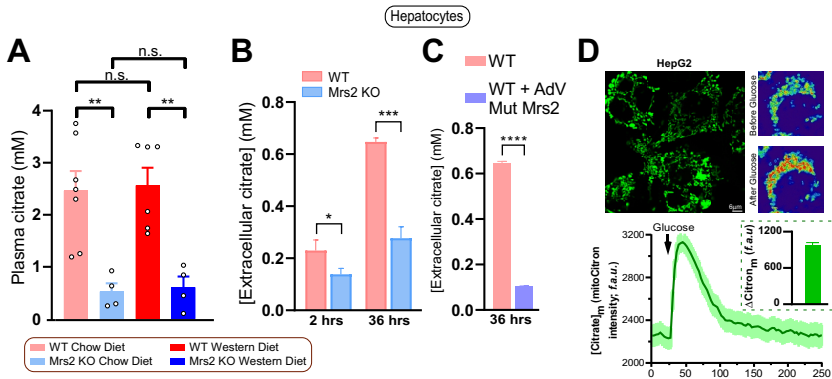 Hepatocytes
A
n.s.
n.s.
**
**
Plasma citrate (mM)
4
3
2
1
0
WT Chow Diet
WT Western Diet
Mrs2 KO Chow Diet
Mrs2 KO Western Diet
B
WT
Mrs2 KO
[Extracellular citrate] (mM)
0.8
0.6
0.4
0.2
0.0
*
***
2 hrs
36 hrs
C
WT
WT + AdV
Mut Mrs2
[Extracellular citrate] (mM)
0.8
0.6
0.4
0.2
0.0
****
36 hrs
D
HepG2
6µm
Before Glucose
After Glucose
Glucose
[Citrate]m (mitoCitron
intensity; f.a.u.)
3200
2800
2400
2200
0
50
100
150
200
250
ΔCitronm (f.a.u)
1200
600
0